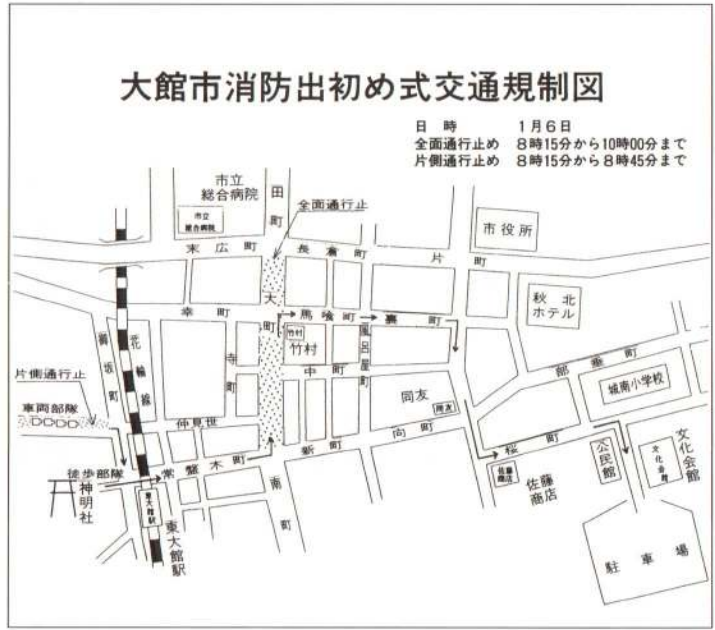 大館市消防出初め式交通規制図
日時 1月6日
全面通行止め 8時15分から10時00分まで
片側通行止め 8時15分から8時45分まで
市立
総合病院
田町
全面通行止
市立
総合病院
市役所
末広町
長倉町
片町
大町
秋北
ホテル
幸町
馬喰町
裏町
竹村
竹村
風呂屋町
御坂町
花輪線
寺町
中町
部垂町
片側通行止
城南小学校
同友
同友
車両部隊
仲見世
向町
新町
桜町
徒歩部隊
常盤木町
神明社
南町
佐藤
商店
佐藤
商店
公民館
文化会館
文化会館
東大館駅
東大館駅
駐車場